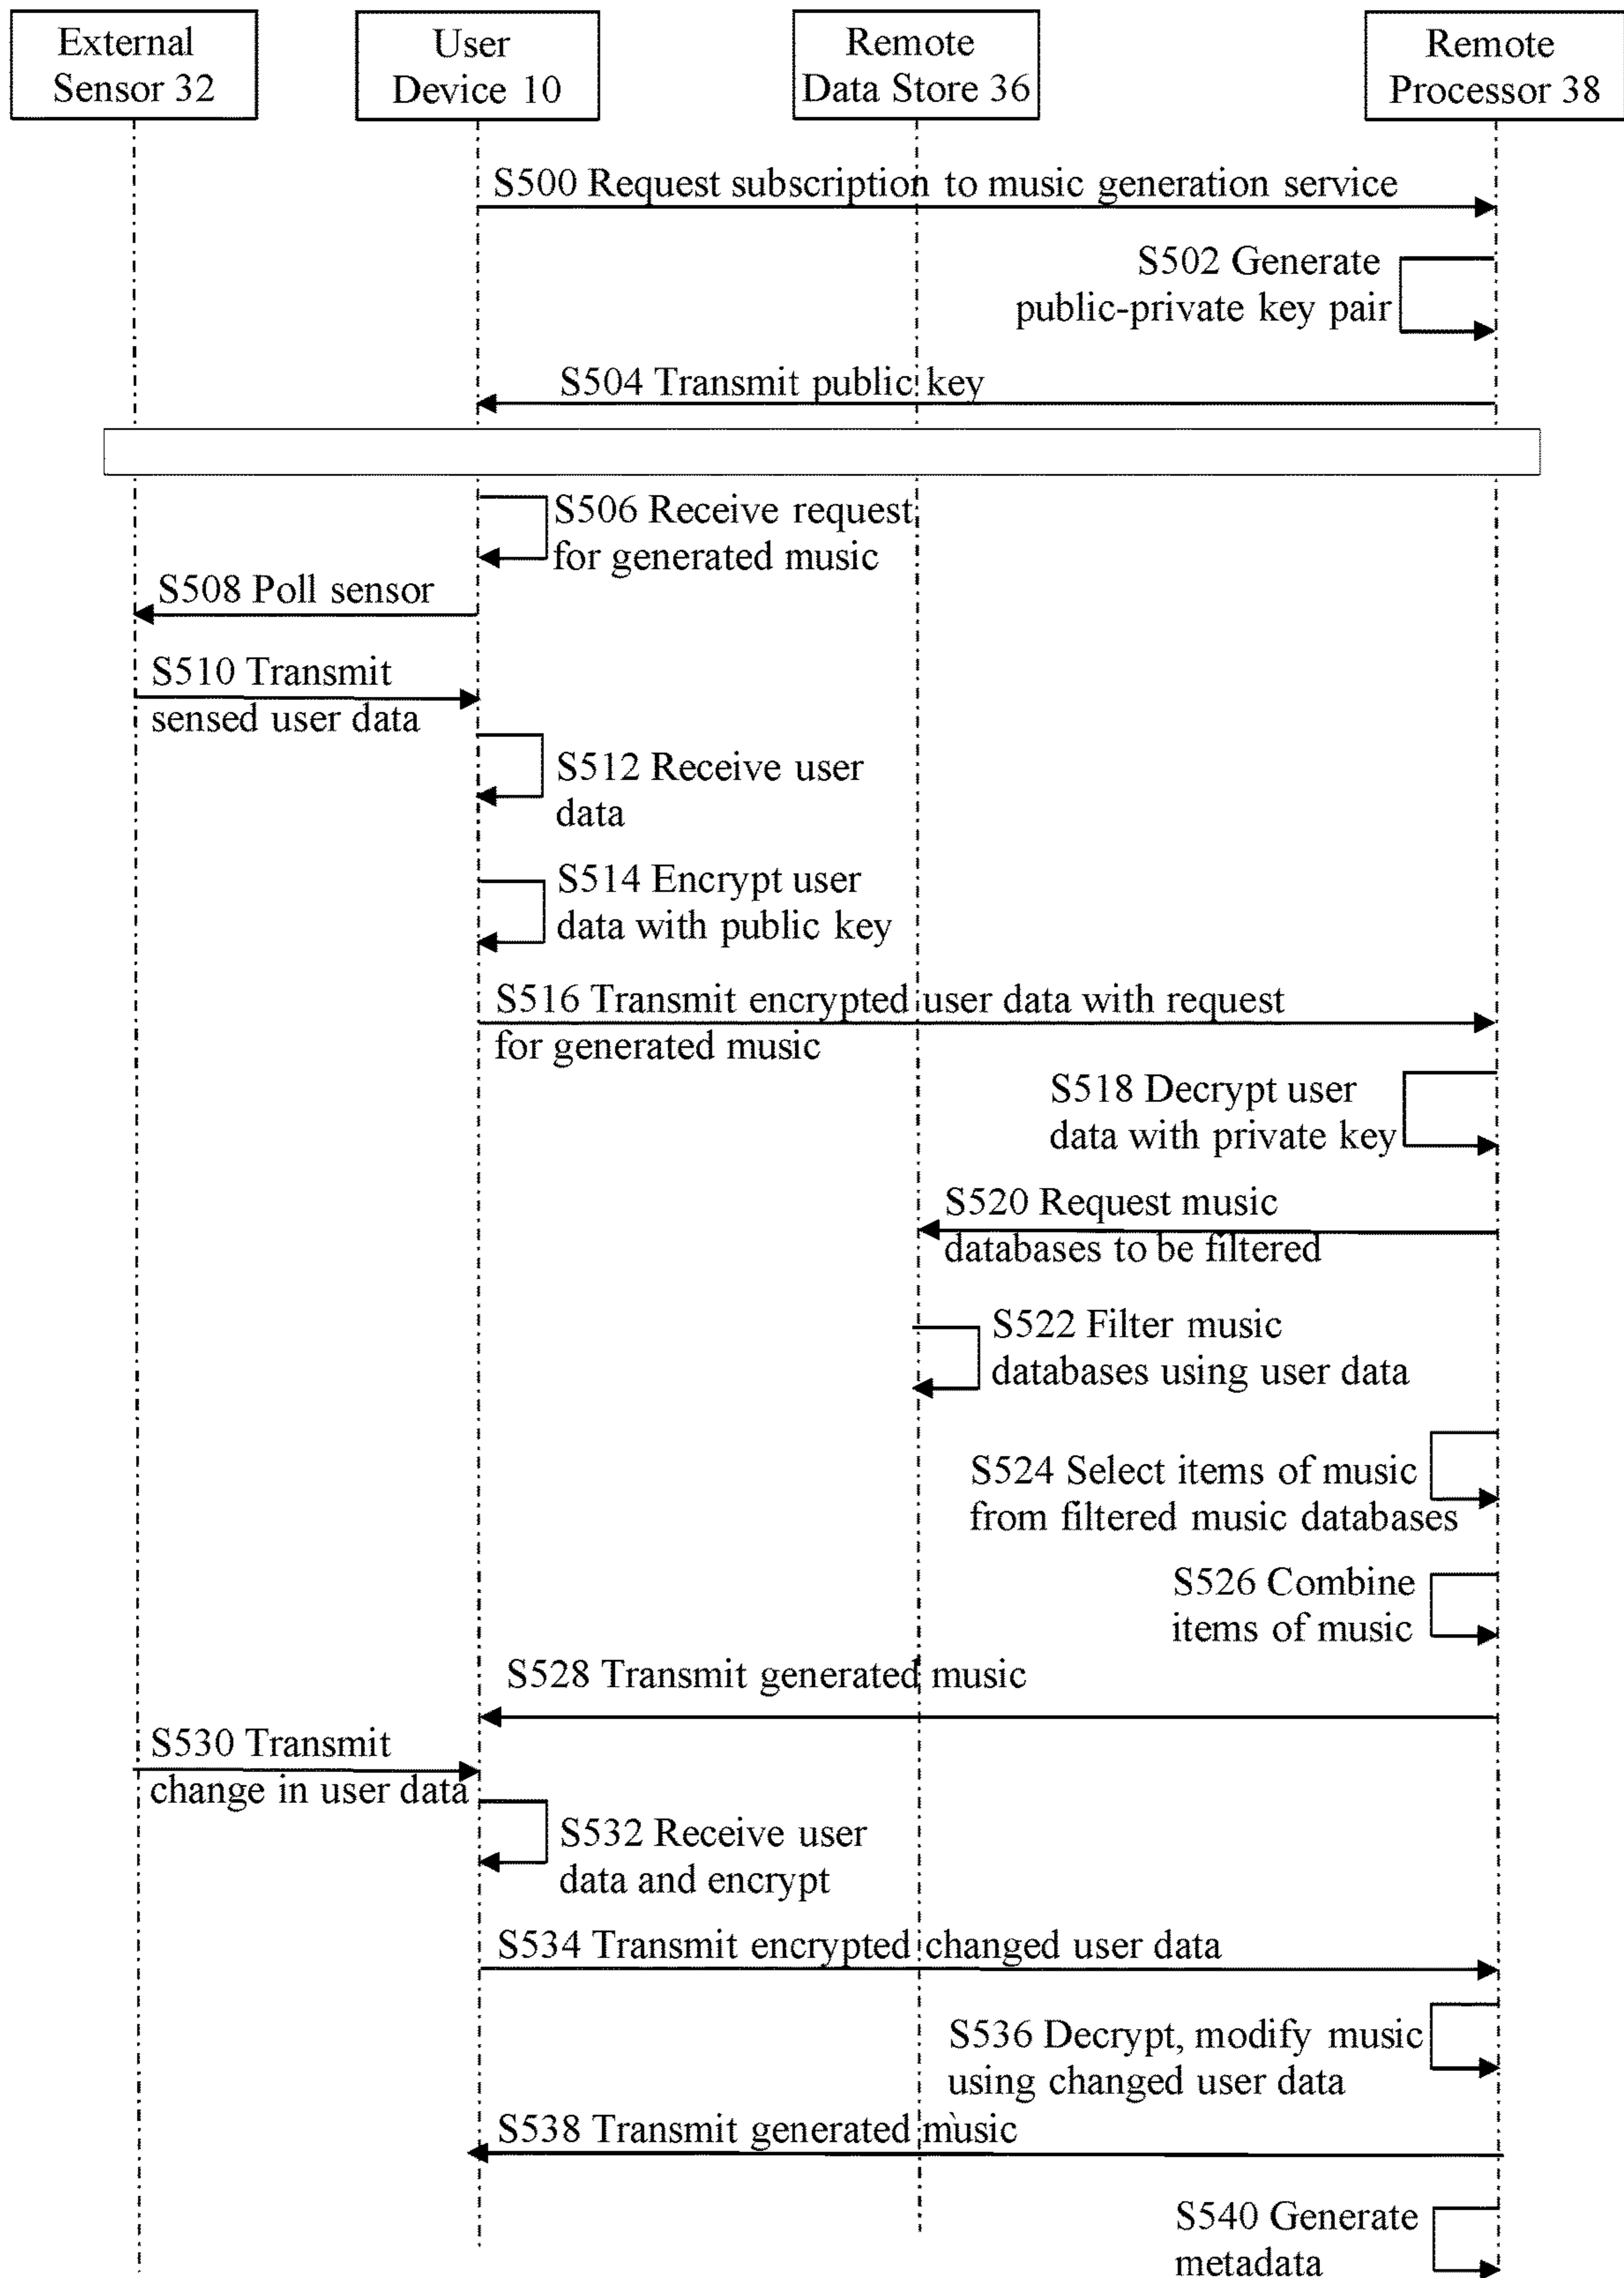 External
Sensor 32
User
Device 10
Remote
Data Store 36
Remote
Processor 38
S500 Request subscription to music generation service
S502 Generate
public-private key pair
S504 Transmit public key
S506 Receive request
for generated music
S508 Poll sensor
S510 Transmit
sensed user data
S512 Receive user
data
S514 Encrypt user
data with public key
S516 Transmit encrypted user data with request
for generated music
S518 Decrypt user
data with private key
S520 Request music
databases to be filtered
S522 Filter music
databases using user data
S524 Select items of music
from filtered music databases
S526 Combine
items of music
S528 Transmit generated music
S530 Transmit
change in user data
S532 Receive user
data and encrypt
S534 Transmit encrypted changed user data
S536 Decrypt, modify music
using changed user data
S538 Transmit generated music
S540 Generate
metadata